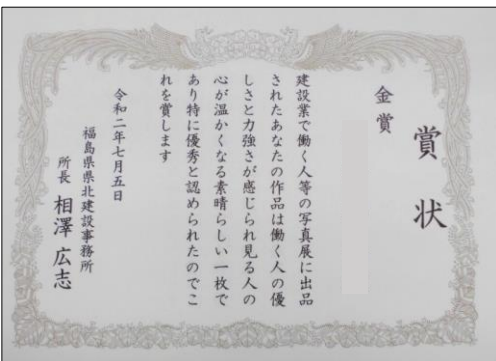 賞状
金賞
建設業で働く人等の写真展に出品
されたあなたの作品は働く人の優
しさと力強さが感じられ見る人の
心が温かくなる素晴らしい一枚で
あり特に優秀と認められたのでこ
れを賞します
令和二年七月五日
福島県県北建設事務所
所長 相澤 広志